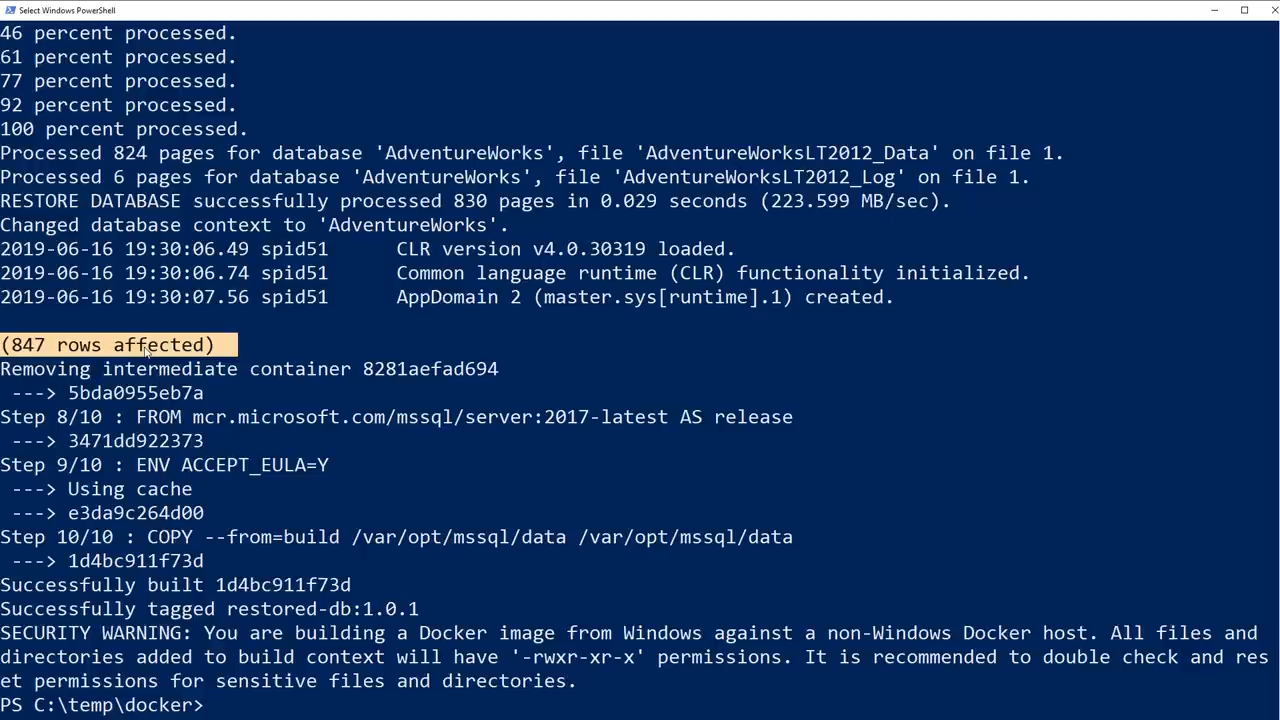 Select Windows PowerShell
46 percent processed.
61 percent processed.
77 percent processed.
92 percent processed.
100 percent processed.
Processed 824 pages for database 'AdventureWorks', file 'AdventureWorksLT2012_Data' on file 1.
Processed 6 pages for database 'AdventureWorks', file 'AdventureWorksLT2012_Log' on file 1.
RESTORE DATABASE successfully processed 830 pages in 0.029 seconds (223.599 MB/sec).
Changed database context to 'AdventureWorks'.
2019-06-16 19:30:06.49 spid51      CLR version v4.0.30319 loaded.
2019-06-16 19:30:06.74 spid51      Common language runtime (CLR) functionality initialized.
2019-06-16 19:30:07.56 spid51      AppDomain 2 (master.sys[runtime].1) created.
(847 rows affected)
Removing intermediate container 8281aefad694
 ---> 5bda0955eb7a
Step 8/10 : FROM mcr.microsoft.com/mssql/server:2017-latest AS release
 ---> 3471dd922373
Step 9/10 : ENV ACCEPT_EULA=Y
 ---> Using cache
 ---> e3da9c264d00
Step 10/10 : COPY --from=build /var/opt/mssql/data /var/opt/mssql/data
 ---> 1d4bc911f73d
Successfully built 1d4bc911f73d
Successfully tagged restored-db:1.0.1
SECURITY WARNING: You are building a Docker image from Windows against a non-Windows Docker host. All files and
directories added to build context will have '-rwxr-xr-x' permissions. It is recommended to double check and res
et permissions for sensitive files and directories.
PS C:\temp\docker>